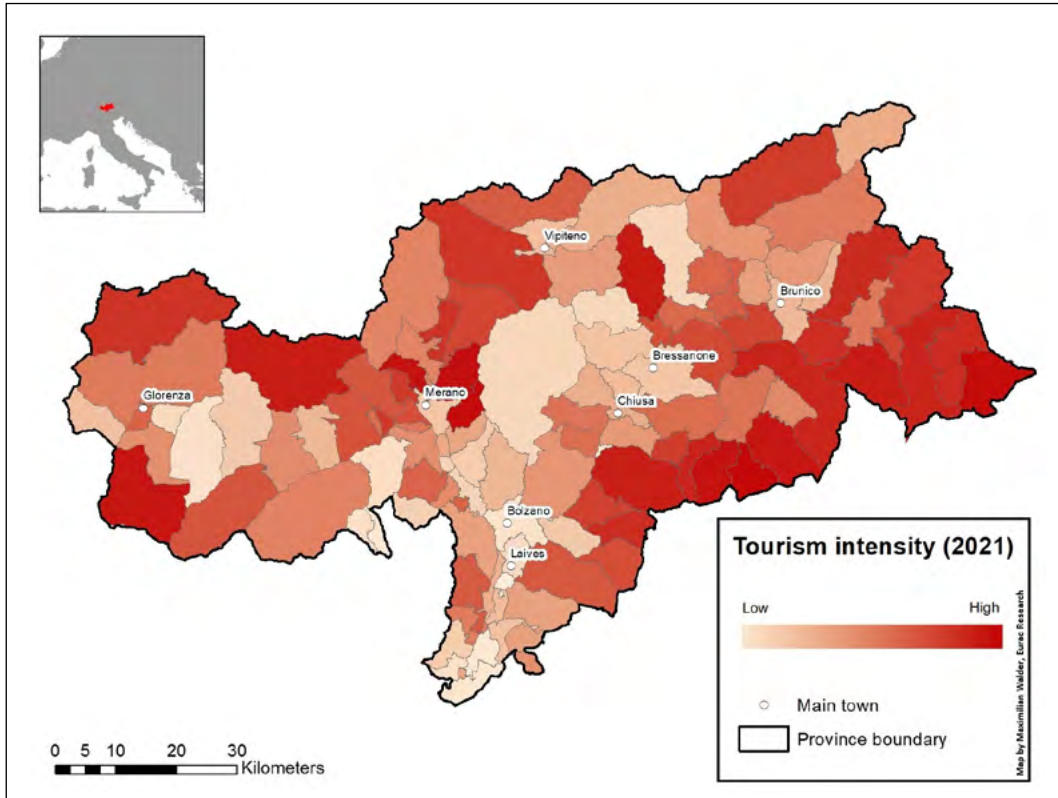 Vipiteno
Brunico
Bressanone
Glorenza
Merano
Chiusa
Bolzano
Laives
Tourism intensity (2021)
Low High
Main town
Province boundary
Map by Maximilian Walder, Eurac Research
0 5 10 20 30
Kilometers